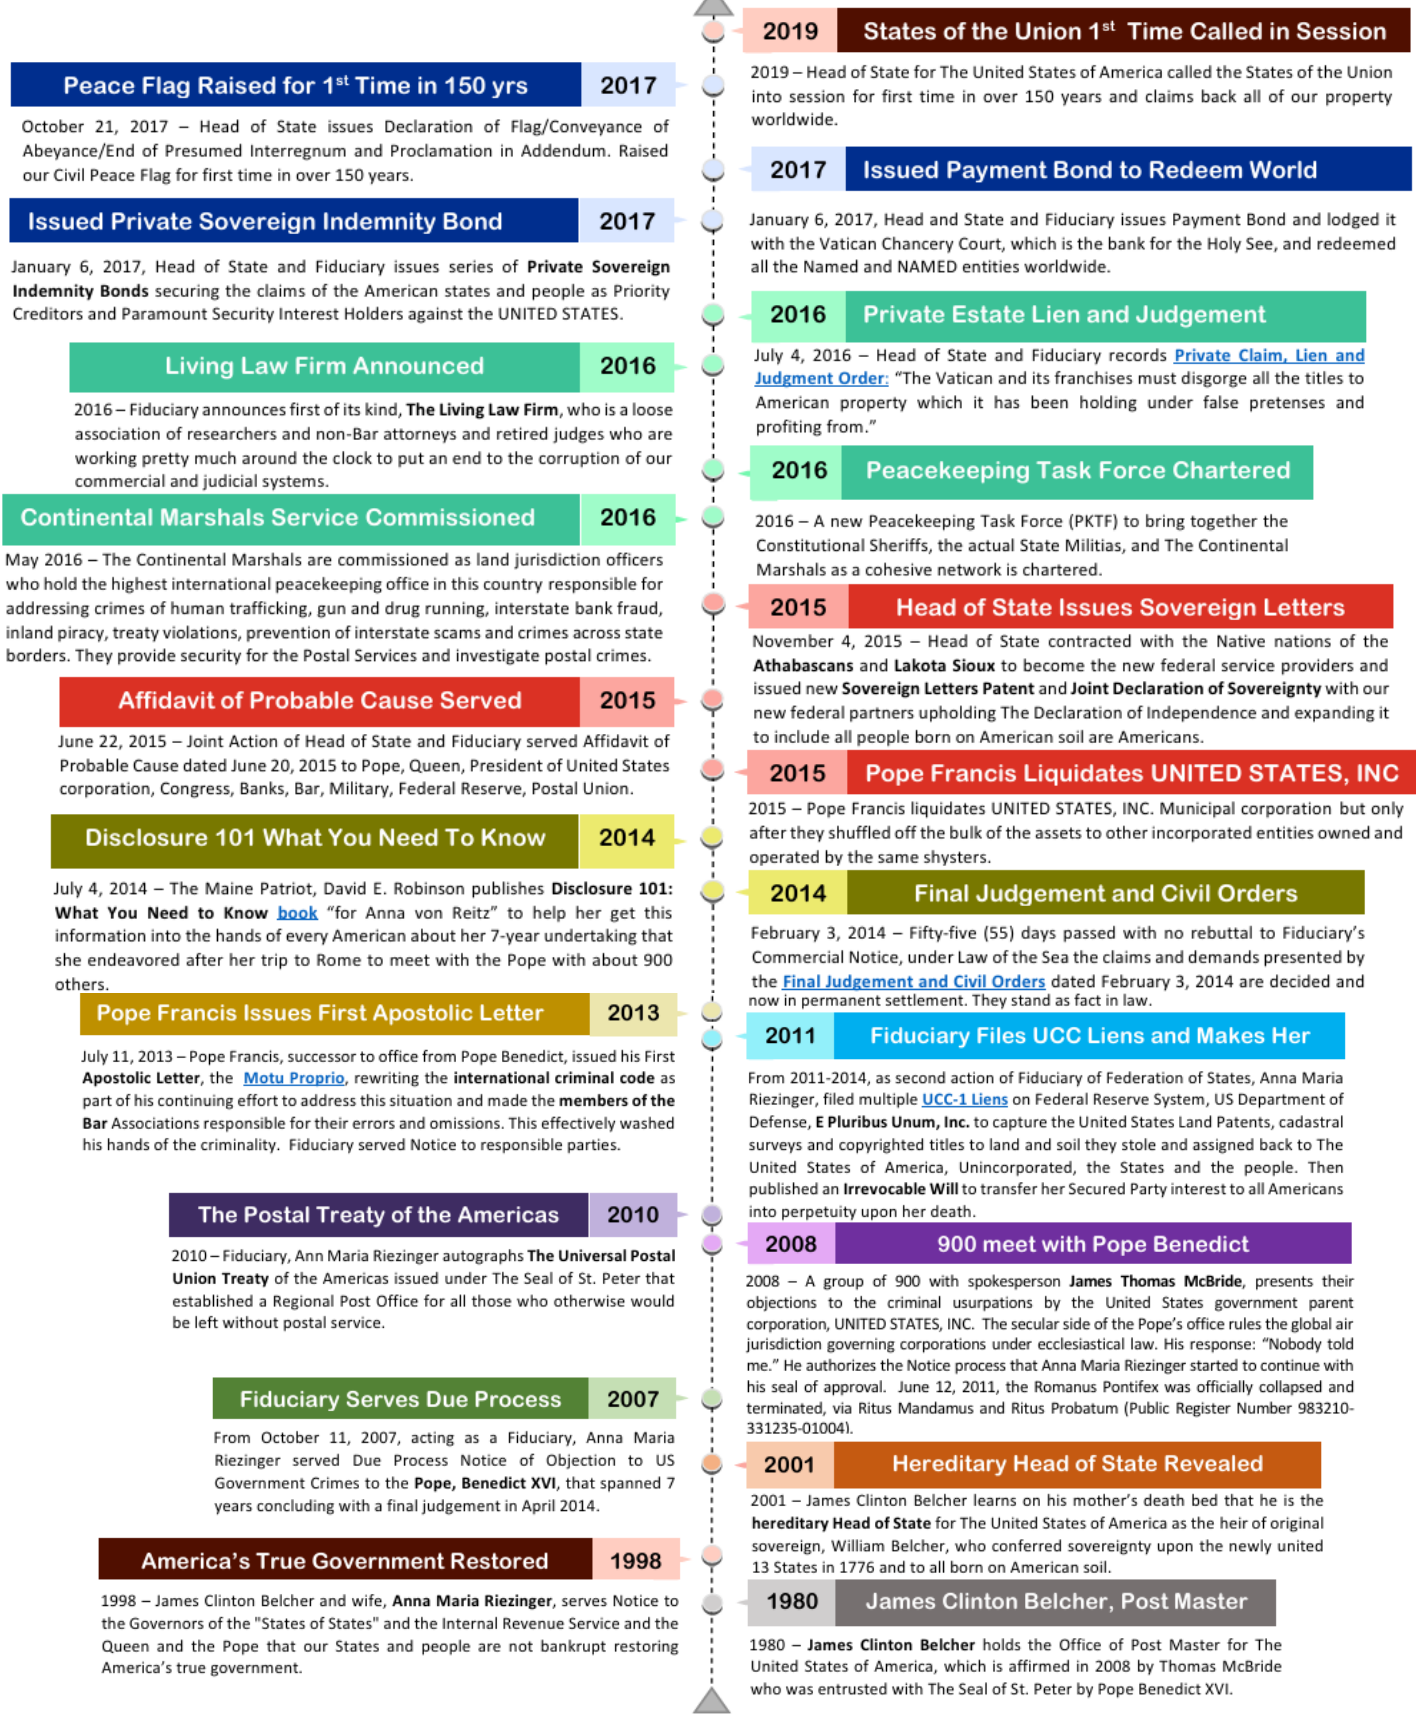 2019 States of the Union 1st Time Called in Session
2019 – Head of State for The United States of America called the States of the Union
into session for first time in over 150 years and claims back all of our property
worldwide.
Peace Flag Raised for 1st Time in 150 yrs 2017
October 21, 2017 – Head of State issues Declaration of Flag/Conveyance of
Abeyance/End of Presumed Interregnum and Proclamation in Addendum. Raised
our Civil Peace Flag for first time in over 150 years.
2017 Issued Payment Bond to Redeem World
January 6, 2017, Head and State and Fiduciary issues Payment Bond and lodged it
with the Vatican Chancery Court, which is the bank for the Holy See, and redeemed
all the Named and NAMED entities worldwide.
Issued Private Sovereign Indemnity Bond 2017
January 6, 2017, Head of State and Fiduciary issues series of Private Sovereign
Indemnity Bonds securing the claims of the American states and people as Priority
Creditors and Paramount Security Interest Holders against the UNITED STATES.
2016 Private Estate Lien and Judgement
July 4, 2016 – Head of State and Fiduciary records Private Claim, Lien and
Judgment Order: “The Vatican and its franchises must disgorge all the titles to
American property which it has been holding under false pretenses and
profiting from.”
Living Law Firm Announced 2016
2016 – Fiduciary announces first of its kind, The Living Law Firm, who is a loose
association of researchers and non-Bar attorneys and retired judges who are
working pretty much around the clock to put an end to the corruption of our
commercial and judicial systems.
2016 Peacekeeping Task Force Chartered
2016 – A new Peacekeeping Task Force (PKTF) to bring together the
Constitutional Sheriffs, the actual State Militias, and The Continental
Marshals as a cohesive network is chartered.
Continental Marshals Service Commissioned 2016
May 2016 – The Continental Marshals are commissioned as land jurisdiction officers
who hold the highest international peacekeeping office in this country responsible for
addressing crimes of human trafficking, gun and drug running, interstate bank fraud,
inland piracy, treaty violations, prevention of interstate scams and crimes across state
borders. They provide security for the Postal Services and investigate postal crimes.
2015 Head of State Issues Sovereign Letters
November 4, 2015 – Head of State contracted with the Native nations of the
Athabascans and Lakota Sioux to become the new federal service providers and
issued new Sovereign Letters Patent and Joint Declaration of Sovereignty with our
new federal partners upholding The Declaration of Independence and expanding it
to include all people born on American soil are Americans.
Affidavit of Probable Cause Served 2015
June 22, 2015 – Joint Action of Head of State and Fiduciary served Affidavit of
Probable Cause dated June 20, 2015 to Pope, Queen, President of United States
corporation, Congress, Banks, Bar, Military, Federal Reserve, Postal Union.
2015 Pope Francis Liquidates UNITED STATES, INC
2015 – Pope Francis liquidates UNITED STATES, INC. Municipal corporation but only
after they shuffled off the bulk of the assets to other incorporated entities owned and
operated by the same shysters.
Disclosure 101 What You Need To Know 2014
July 4, 2014 – The Maine Patriot, David E. Robinson publishes Disclosure 101:
What You Need to Know book “for Anna von Reitz” to help her get this
information into the hands of every American about her 7-year undertaking that
she endeavored after her trip to Rome to meet with the Pope with about 900
others.
2014 Final Judgement and Civil Orders
February 3, 2014 – Fifty-five (55) days passed with no rebuttal to Fiduciary’s
Commercial Notice, under Law of the Sea the claims and demands presented by
the Final Judgement and Civil Orders dated February 3, 2014 are decided and
now in permanent settlement. They stand as fact in law.
Pope Francis Issues First Apostolic Letter 2013
July 11, 2013 – Pope Francis, successor to office from Pope Benedict, issued his First
Apostolic Letter, the Motu Proprio, rewriting the international criminal code as
part of his continuing effort to address this situation and made the members of the
Bar Associations responsible for their errors and omissions. This effectively washed
his hands of the criminality. Fiduciary served Notice to responsible parties.
2011 Fiduciary Files UCC Liens and Makes Her
From 2011-2014, as second action of Fiduciary of Federation of States, Anna Maria
Riezinger, filed multiple UCC-1 Liens on Federal Reserve System, US Department of
Defense, E Pluribus Unum, Inc. to capture the United States Land Patents, cadastral
surveys and copyrighted titles to land and soil they stole and assigned back to The
United States of America, Unincorporated, the States and the people. Then
published an Irrevocable Will to transfer her Secured Party interest to all Americans
into perpetuity upon her death.
The Postal Treaty of the Americas 2010
2010 – Fiduciary, Ann Maria Riezinger autographs The Universal Postal
Union Treaty of the Americas issued under The Seal of St. Peter that
established a Regional Post Office for all those who otherwise would
be left without postal service.
2008 900 meet with Pope Benedict
2008 – A group of 900 with spokesperson James Thomas McBride, presents their
objections to the criminal usurpations by the United States government parent
corporation, UNITED STATES, INC. The secular side of the Pope’s office rules the global air
jurisdiction governing corporations under ecclesiastical law. His response: “Nobody told
me.” He authorizes the Notice process that Anna Maria Riezinger started to continue with
his seal of approval. June 12, 2011, the Romanus Pontifex was officially collapsed and
terminated, via Ritus Mandamus and Ritus Probatum (Public Register Number 983210-
331235-01004).
Fiduciary Serves Due Process 2007
From October 11, 2007, acting as a Fiduciary, Anna Maria
Riezinger served Due Process Notice of Objection to US
Government Crimes to the Pope, Benedict XVI, that spanned 7
years concluding with a final judgement in April 2014.
2001 Hereditary Head of State Revealed
2001 – James Clinton Belcher learns on his mother’s death bed that he is the
hereditary Head of State for The United States of America as the heir of original
sovereign, William Belcher, who conferred sovereignty upon the newly united
13 States in 1776 and to all born on American soil.
America’s True Government Restored 1998
1998 – James Clinton Belcher and wife, Anna Maria Riezinger, serves Notice to
the Governors of the "States of States" and the Internal Revenue Service and the
Queen and the Pope that our States and people are not bankrupt restoring
America’s true government.
1980 James Clinton Belcher, Post Master
1980 – James Clinton Belcher holds the Office of Post Master for The
United States of America, which is affirmed in 2008 by Thomas McBride
who was entrusted with The Seal of St. Peter by Pope Benedict XVI.